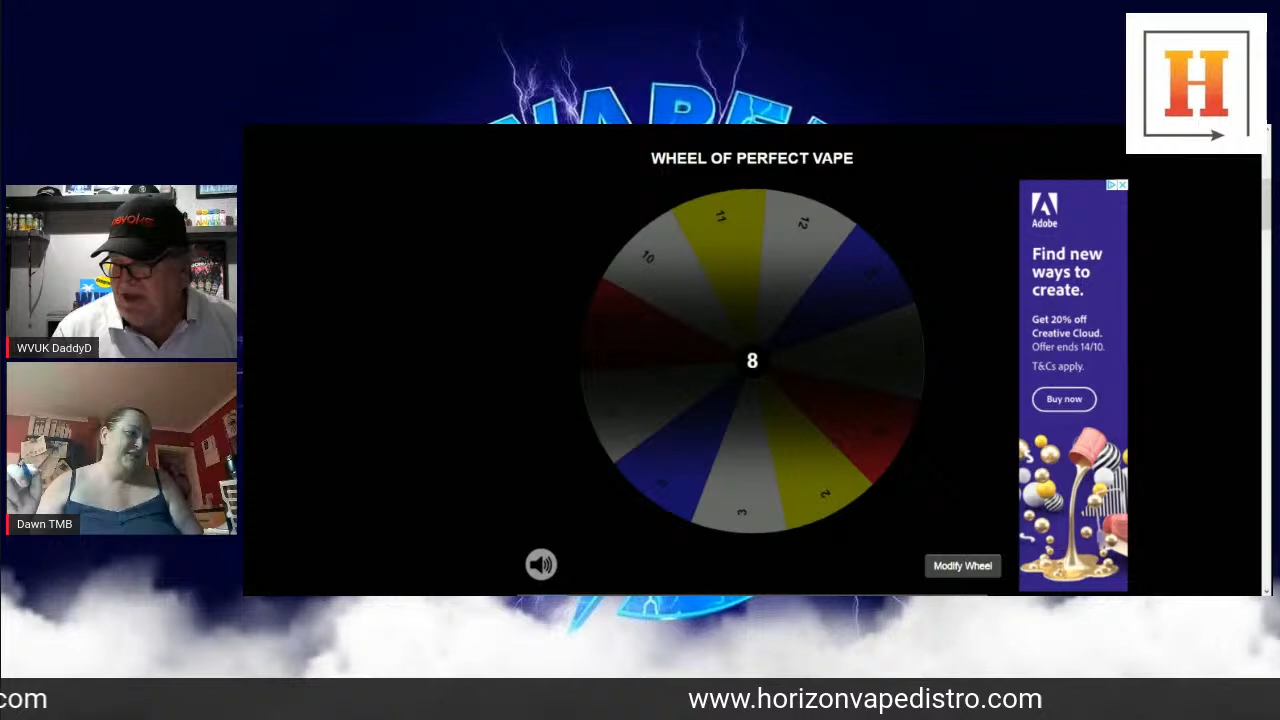 H
VAPE
WHEEL OF PERFECT VAPE
11
12
10
8
2
3
Modify Wheel
Adobe
Find new
ways to
create.
Get 20% off
Creative Cloud.
Offer ends 14/10.
T&Cs apply.
Buy now
WVUK DaddyD
Dawn TMB
com
www.horizonvapedistro.com